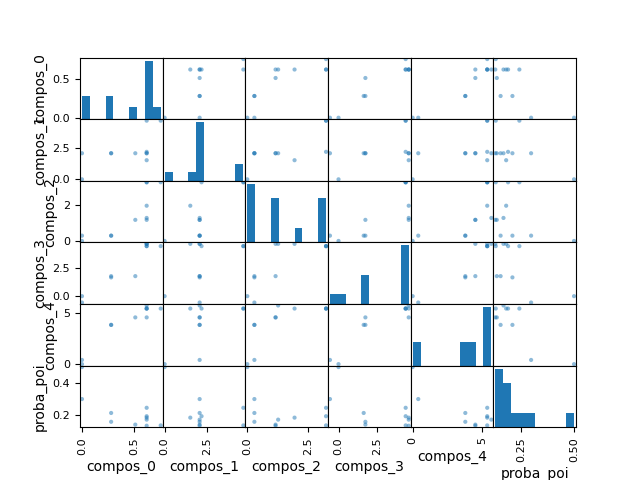 compos_0
0.5
0.0
compos_1
2.5
0.0
compos_2
2
0
compos_3
2.5
0.0
compos_4
5
0
proba_poi
0.4
0.2
0.0 0.5 0.0 2.5 0.0 2.5 0.0 2.5 0 5 0.25 0.50
compos_0 compos_1 compos_2 compos_3 compos_4 proba_poi